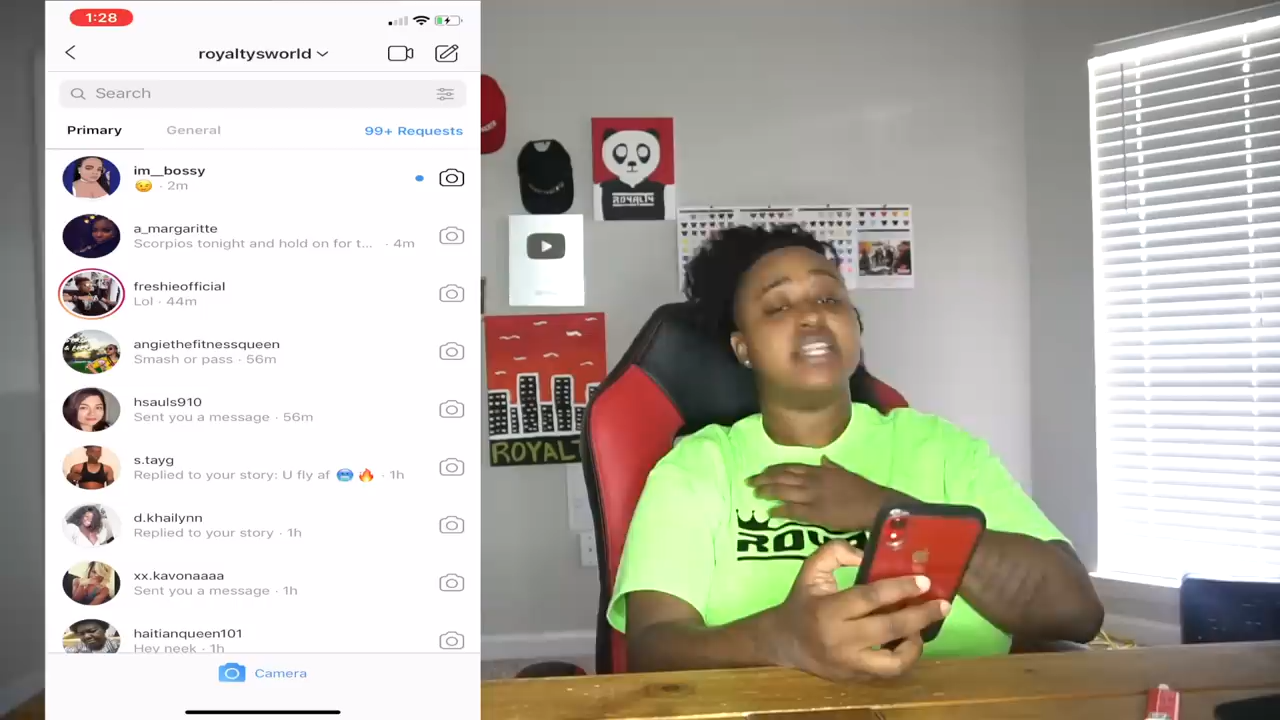 1:28
royaltysworld
Search
Primary
General
99+ Requests
im__bossy
😉 · 2m
a_margaritte
Scorpios tonight and hold on for t... · 4m
freshieofficial
Lol · 44m
angiethefitnessqueen
Smash or pass · 56m
hsauls910
Sent you a message · 56m
s.tayg
Replied to your story: U fly af 🥶🔥 · 1h
d.khailynn
Replied to your story · 1h
xx.kavonaaaa
Sent you a message · 1h
haitianqueen101
Hey neek · 1h
Camera
ROYALTY
ROYALT
ROYAL